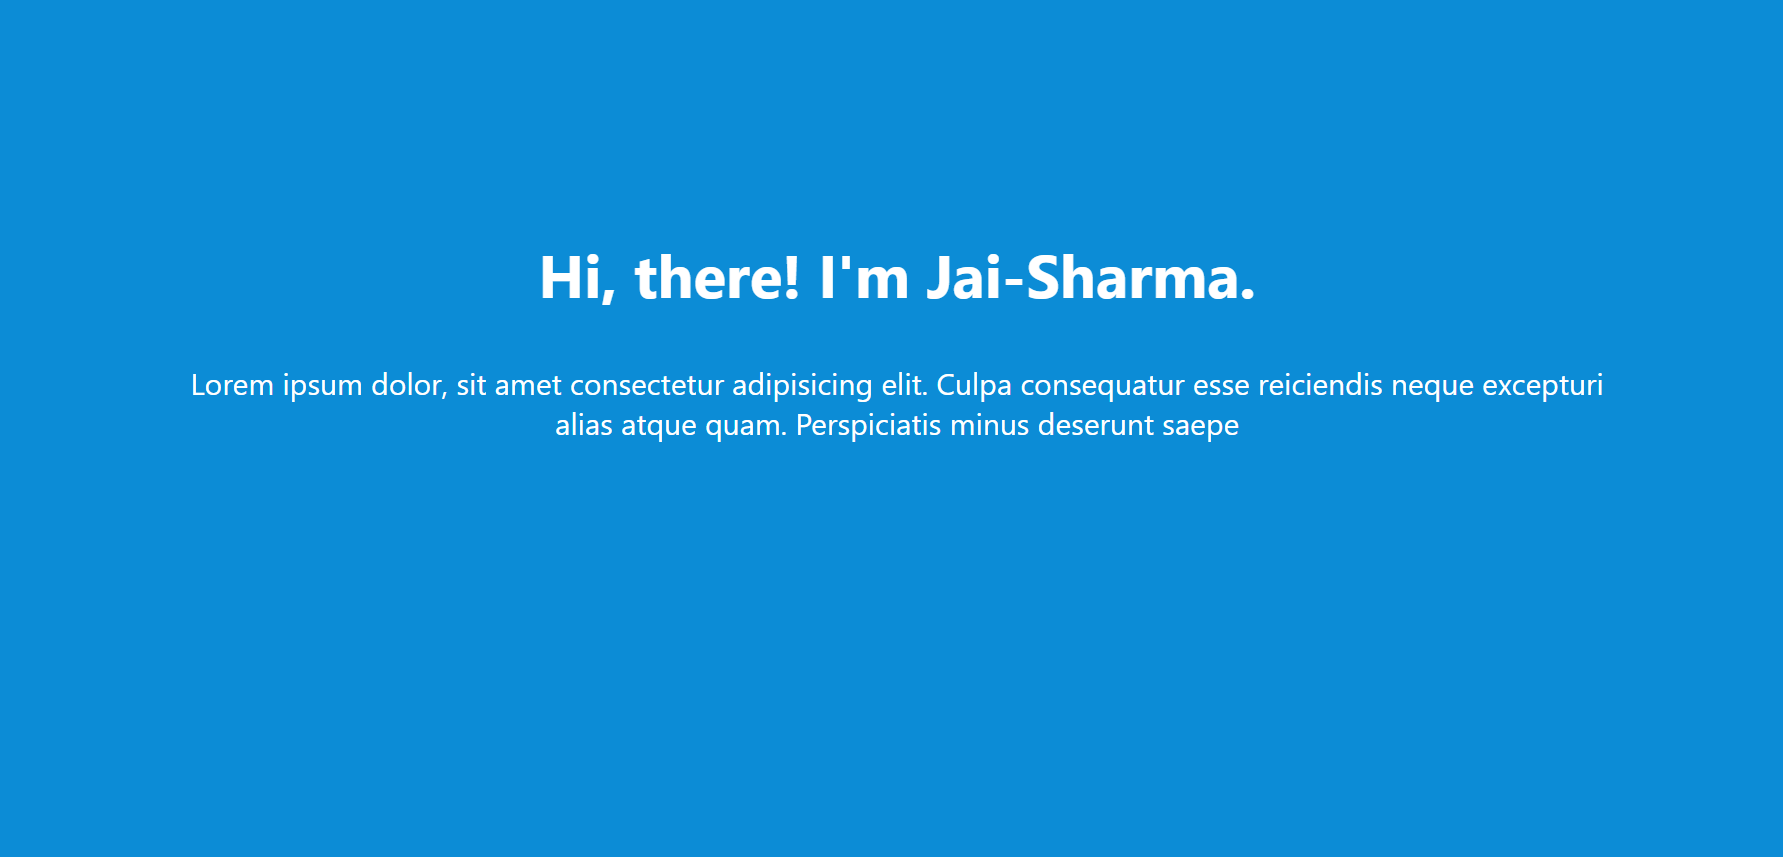 Hi, there! I'm Jai-Sharma.
Lorem ipsum dolor, sit amet consectetur adipisicing elit. Culpa consequatur esse reiciendis neque excepturi
alias atque quam. Perspiciatis minus deserunt saepe